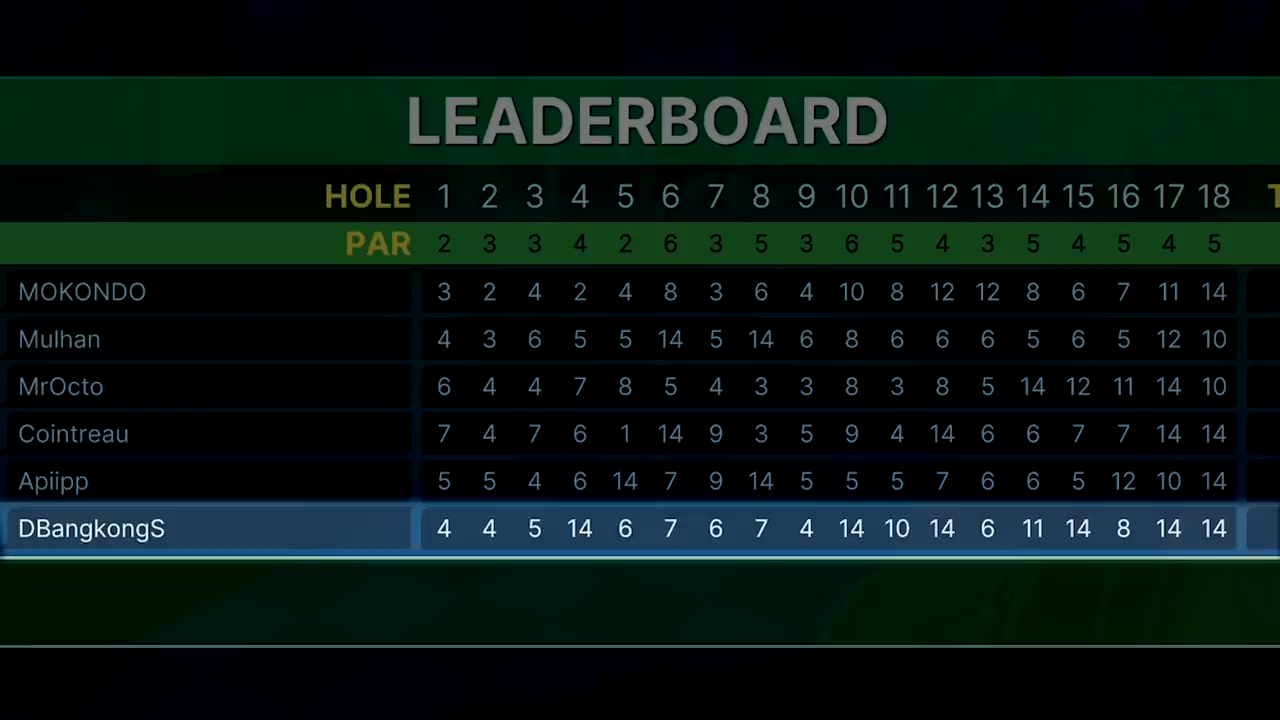 LEADERBOARD
HOLE 1 2 3 4 5 6 7 8 9 10 11 12 13 14 15 16 17 18 T
PAR 2 3 3 4 2 6 3 5 3 6 5 4 3 5 4 5 4 5
MOKONDO 3 2 4 2 4 8 3 6 4 10 8 12 12 8 6 7 11 14
Mulhan 4 3 6 5 5 14 5 14 6 8 6 6 6 5 6 5 12 10
MrOcto 6 4 4 7 8 5 4 3 3 8 3 8 5 14 12 11 14 10
Cointreau 7 4 7 6 1 14 9 3 5 9 4 14 6 6 7 7 14 14
Apiipp 5 5 4 6 14 7 9 14 5 5 5 7 6 6 5 12 10 14
DBangkongS 4 4 5 14 6 7 6 7 4 14 10 14 6 11 14 8 14 14